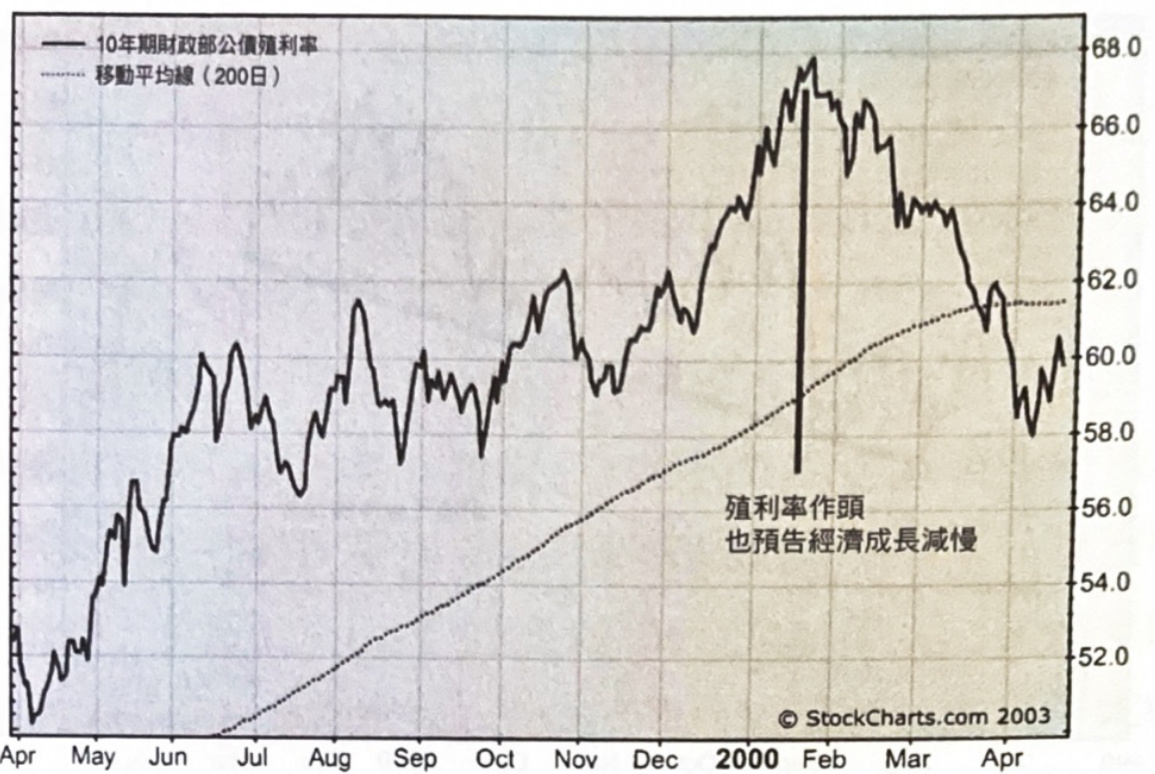 10年期財政部公債殖利率
移動平均線（200日）
68.0
66.0
64.0
62.0
60.0
58.0
56.0
54.0
52.0
殖利率作頭
也預告經濟成長減慢
© StockCharts.com 2003
Apr May Jun Jul Aug Sep Oct Nov Dec 2000 Feb Mar Apr